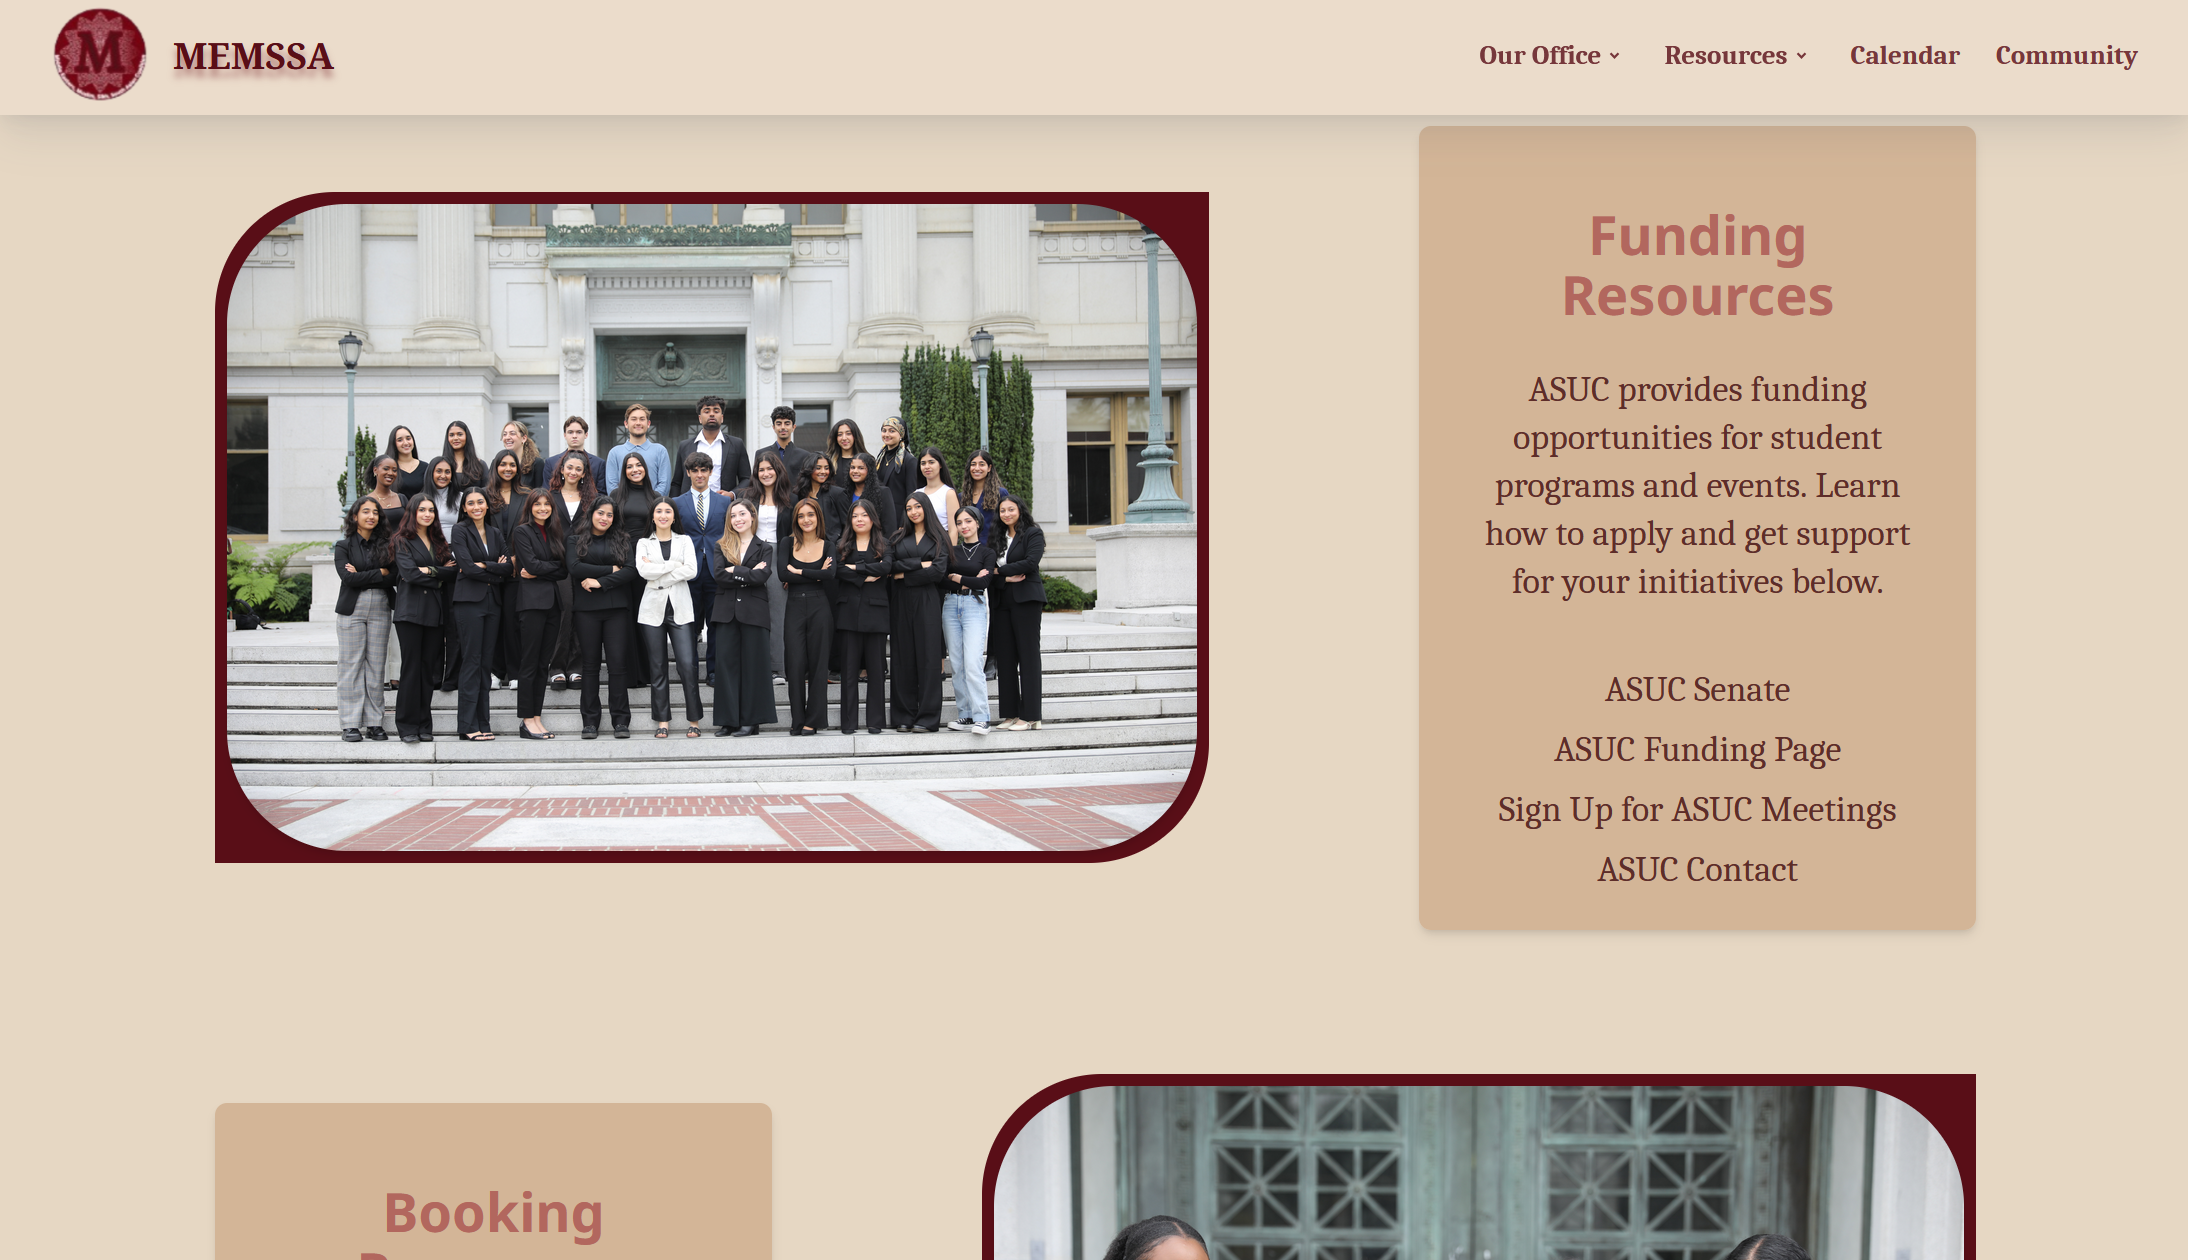 M
MEMSSA
Our Office
Resources
Calendar
Community
Funding
Resources
ASUC provides funding
opportunities for student
programs and events. Learn
how to apply and get support
for your initiatives below.
ASUC Senate
ASUC Funding Page
Sign Up for ASUC Meetings
ASUC Contact
Booking